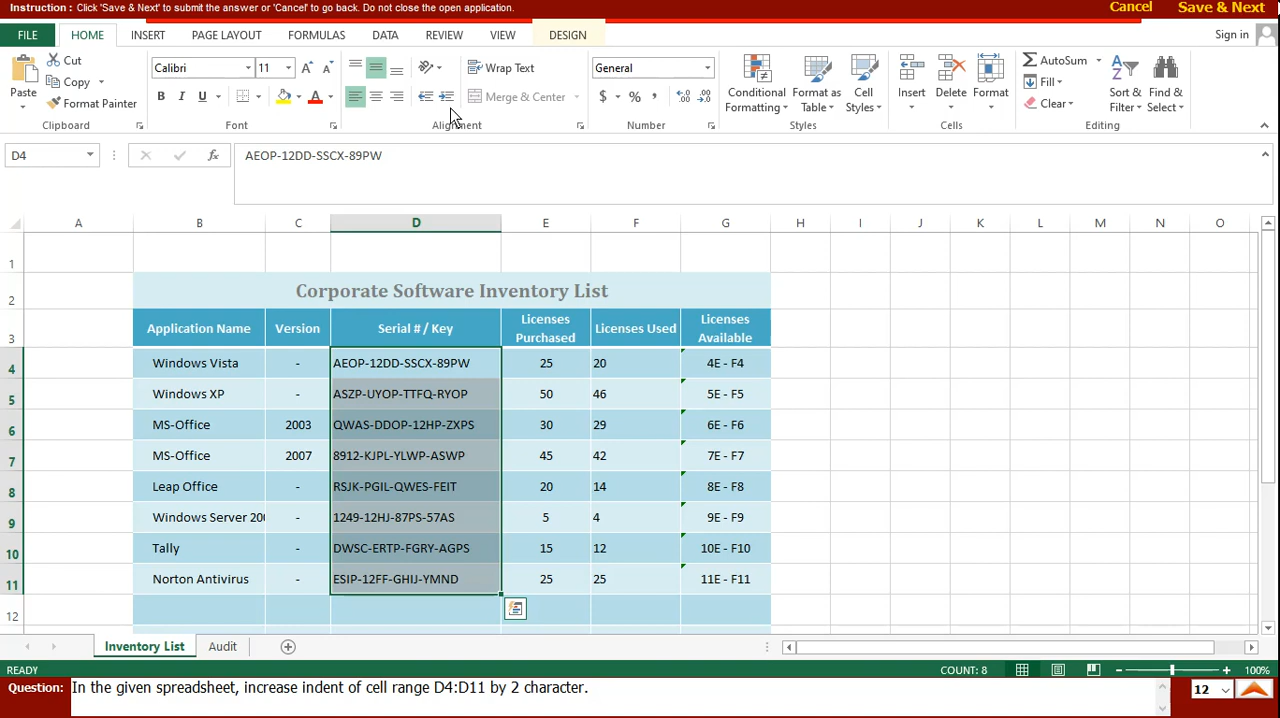 Instruction : Click 'Save & Next' to submit the answer or 'Cancel' to go back. Do not close the open application.
Cancel Save & Next
FILE HOME INSERT PAGE LAYOUT FORMULAS DATA REVIEW VIEW DESIGN Sign in
Paste Cut Copy Format Painter
Clipboard
Calibri 11
B I U A
Font
Wrap Text
Merge & Center
Alignment
General
$ % ,
Number
Conditional Formatting Format as Table Cell Styles
Styles
Insert Delete Format
Cells
AutoSum Fill Clear Sort & Filter Find & Select
Editing
D4 fx AEOP-12DD-SSCX-89PW
A B C D E F G H I J K L M N O
1
2 Corporate Software Inventory List
3 Application Name Version Serial # / Key Licenses Purchased Licenses Used Licenses Available
4 Windows Vista - AEOP-12DD-SSCX-89PW 25 20 4E - F4
5 Windows XP - ASZP-UYOP-TTFQ-RYOP 50 46 5E - F5
6 MS-Office 2003 QWAS-DDOP-12HP-ZXPS 30 29 6E - F6
7 MS-Office 2007 8912-KJPL-YLWP-ASWP 45 42 7E - F7
8 Leap Office - RSJK-PGIL-QWES-FEIT 20 14 8E - F8
9 Windows Server 200 - 1249-12HJ-87PS-57AS 5 4 9E - F9
10 Tally - DWSC-ERTP-FGRY-AGPS 15 12 10E - F10
11 Norton Antivirus - ESIP-12FF-GHIJ-YMND 25 25 11E - F11
12
Inventory List Audit
READY COUNT: 8 100%
Question: In the given spreadsheet, increase indent of cell range D4:D11 by 2 character. 12